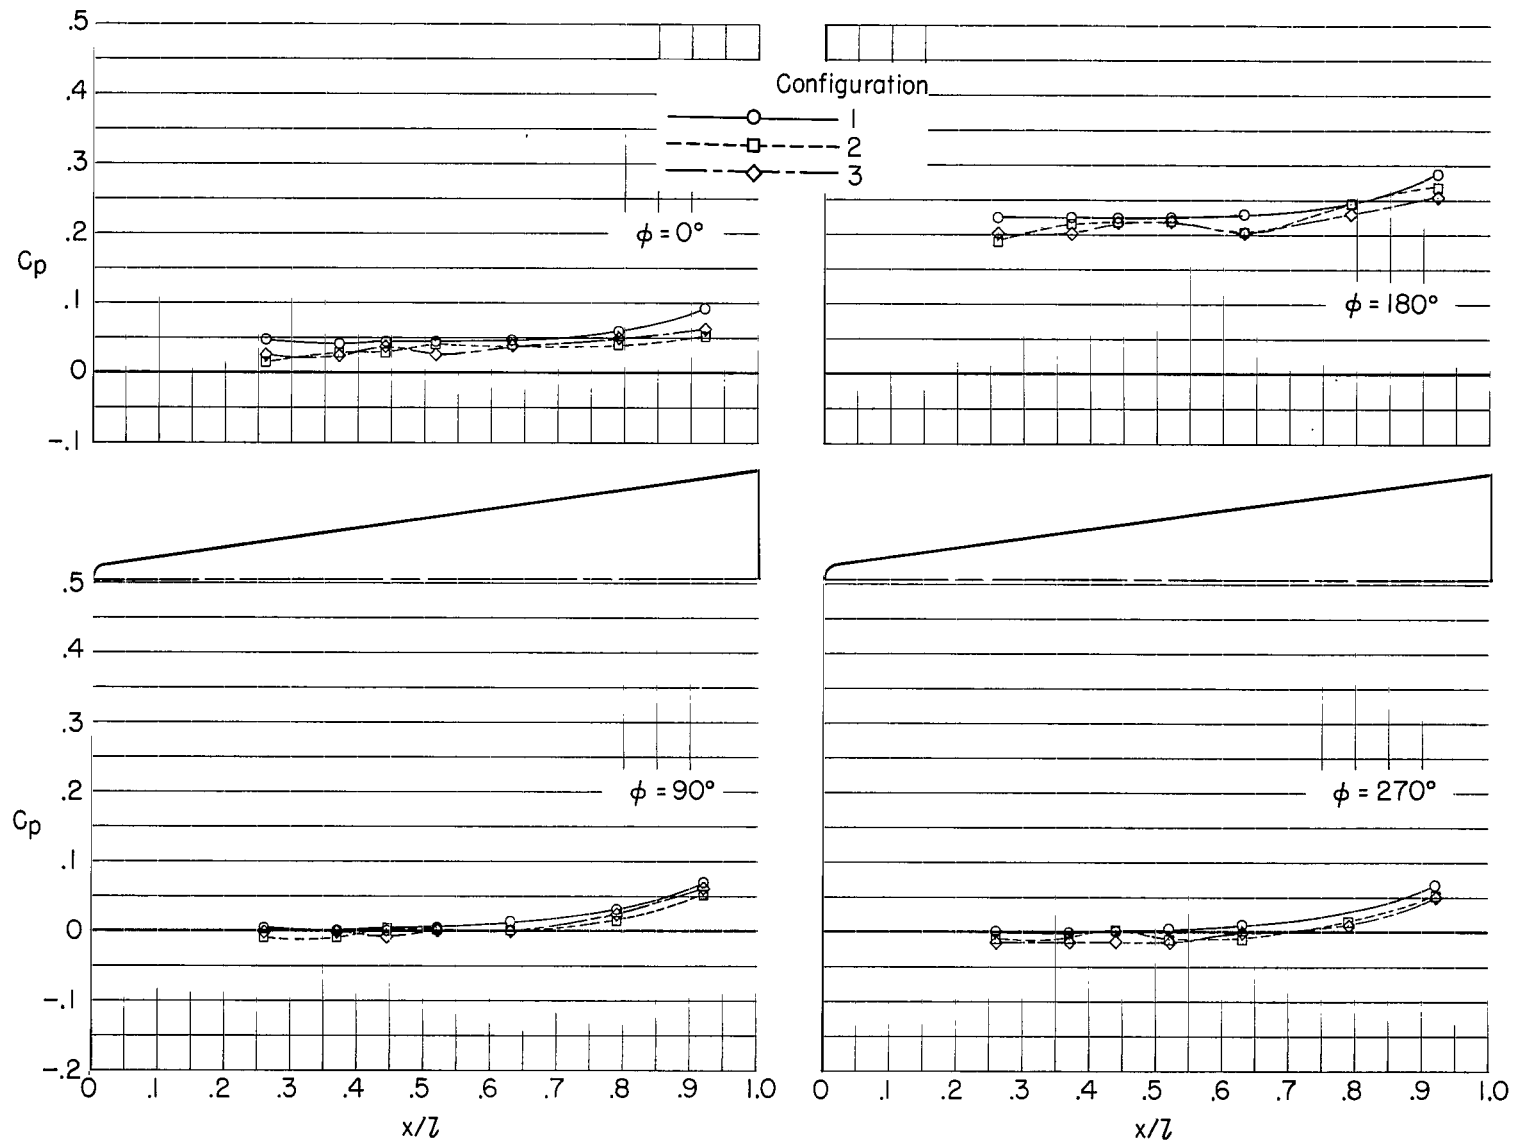 .5
.4
.3
.2
.1
0
-.1
Cp
Configuration
1
2
3
ϕ = 0°
ϕ = 180°
.5
.4
.3
.2
.1
0
-.1
-.2
Cp
ϕ = 90°
ϕ = 270°
0 .1 .2 .3 .4 .5 .6 .7 .8 .9 1.0
x/l
0 .1 .2 .3 .4 .5 .6 .7 .8 .9 1.0
x/l